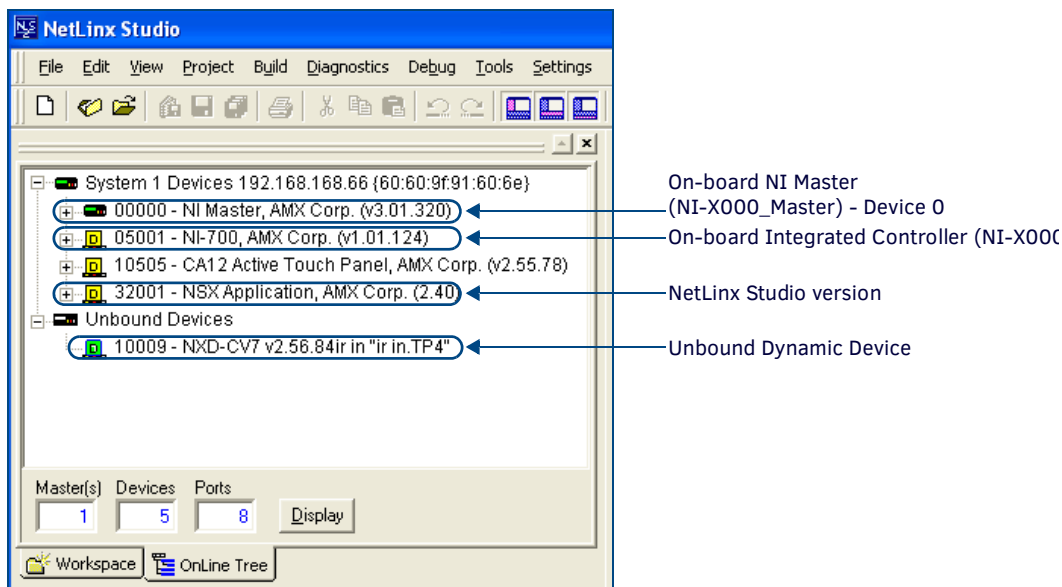 NetLinx Studio
File Edit View Project Build Diagnostics Debug Tools Settings
System 1 Devices 192.168.168.66 {60:60:9f:91:60:6e}
00000 - NI Master, AMX Corp. (v3.01.320)
05001 - NI-700, AMX Corp. (v1.01.124)
10505 - CA12 Active Touch Panel, AMX Corp. (v2.55.78)
32001 - NSX Application, AMX Corp. (2.40)
Unbound Devices
10009 - NXD-CV7 v2.56.84ir in "ir in.TP4"
On-board NI Master
(NI-X000_Master) - Device 0
On-board Integrated Controller (NI-X000
NetLinx Studio version
Unbound Dynamic Device
Master(s) Devices Ports
1 5 8 Display
Workspace OnLine Tree